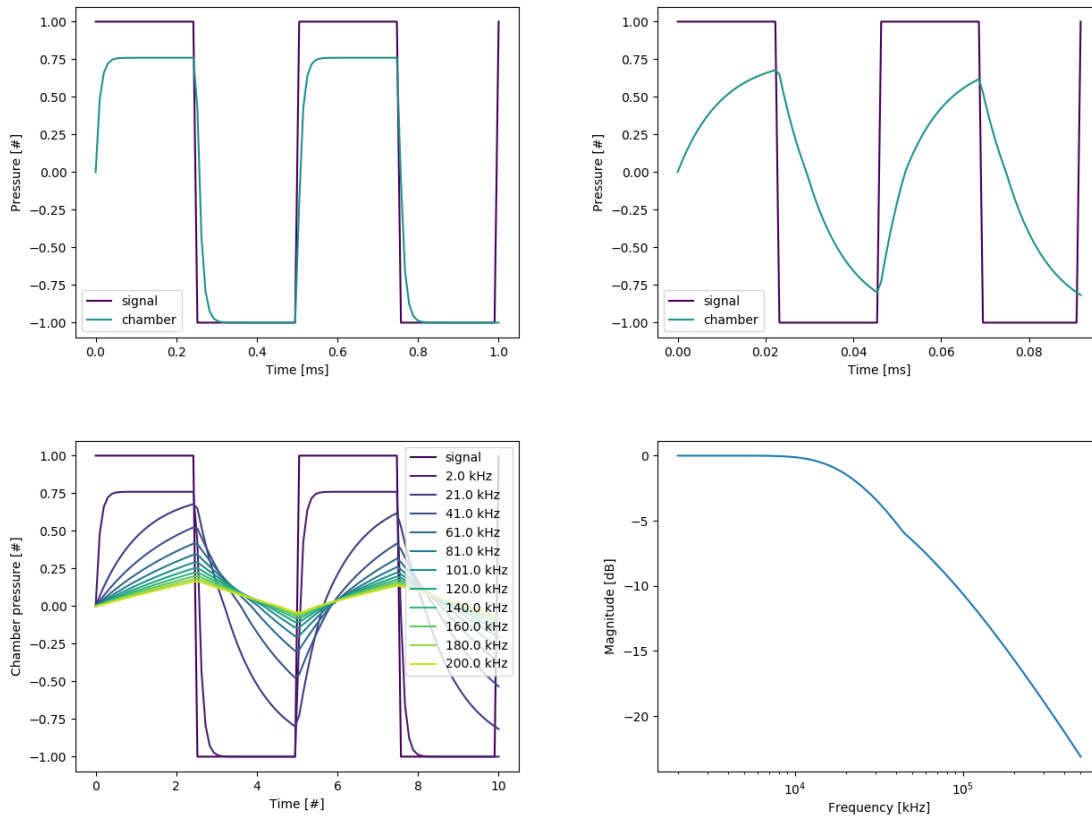 1.00
0.75
0.50
0.25
0.00
−0.25
−0.50
−0.75
−1.00
Pressure [#]
signal
chamber
0.0 0.2 0.4 0.6 0.8 1.0
Time [ms]
1.00
0.75
0.50
0.25
0.00
−0.25
−0.50
−0.75
−1.00
Pressure [#]
signal
chamber
0.00 0.02 0.04 0.06 0.08
Time [ms]
1.00
0.75
0.50
0.25
0.00
−0.25
−0.50
−0.75
−1.00
Chamber pressure [#]
signal
2.0 kHz
21.0 kHz
41.0 kHz
61.0 kHz
81.0 kHz
101.0 kHz
120.0 kHz
140.0 kHz
160.0 kHz
180.0 kHz
200.0 kHz
0 2 4 6 8 10
Time [#]
0
−5
−10
−15
−20
Magnitude [dB]
10⁴ 10⁵
Frequency [kHz]